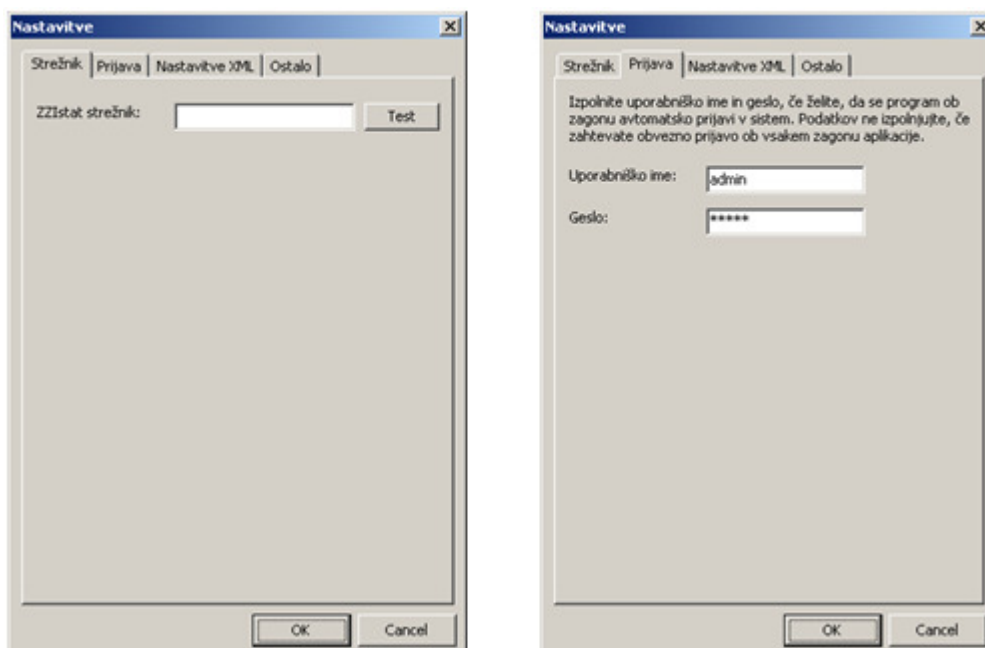 Nastavitve
Strežnik Prijava Nastavitve XML Ostalo
ZZIstat strežnik: Test
OK Cancel
Nastavitve
Strežnik Prijava Nastavitve XML Ostalo
Izpolnite uporabniško ime in geslo, če želite, da se program ob
zagonu avtomatsko prijavi v sistem. Podatkov ne izpolnjujte, če
zahtevate obvezno prijavo ob vsakem zagonu aplikacije.
Uporabniško ime: admin
Geslo: *****
OK Cancel